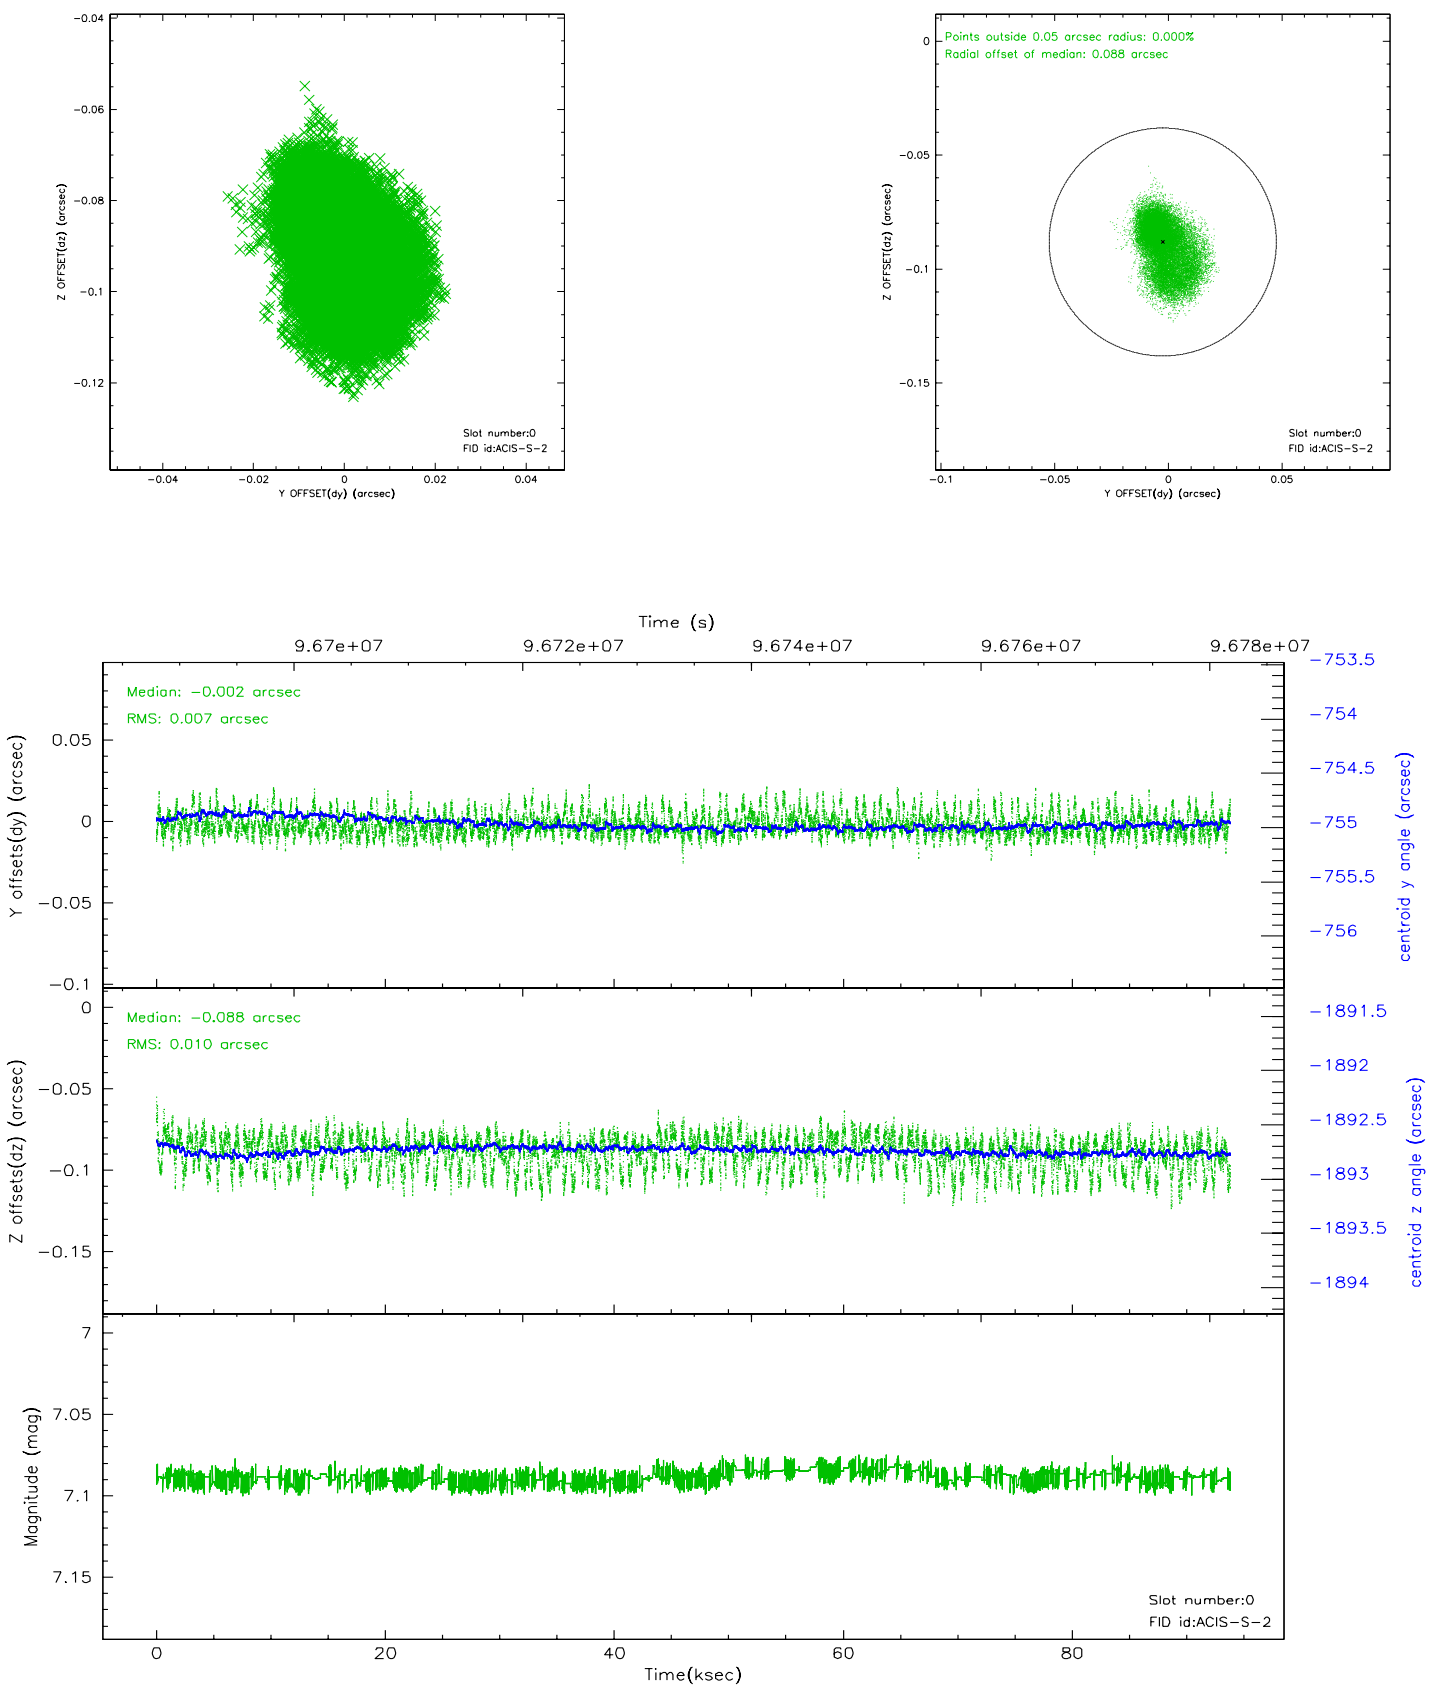 -0.04
-0.06
-0.08
-0.1
-0.12
Z OFFSET(dz) (arcsec)
Slot number:0
FID id:ACIS-S-2
-0.04
-0.02
0
0.02
0.04
Y OFFSET(dy) (arcsec)
Points outside 0.05 arcsec radius: 0.000%
Radial offset of median: 0.088 arcsec
0
-0.05
-0.1
-0.15
Z OFFSET(dz) (arcsec)
Slot number:0
FID id:ACIS-S-2
-0.1
-0.05
0
0.05
Y OFFSET(dy) (arcsec)
Time (s)
9.67e+07
9.672e+07
9.674e+07
9.676e+07
9.678e+07
Median: -0.002 arcsec
RMS: 0.007 arcsec
0.05
0
-0.05
-0.1
Y offsets(dy) (arcsec)
-753.5
-754
-754.5
-755
-755.5
-756
centroid y angle (arcsec)
Median: -0.088 arcsec
RMS: 0.010 arcsec
0
-0.05
-0.1
-0.15
Z offsets(dz) (arcsec)
-1891.5
-1892
-1892.5
-1893
-1893.5
-1894
centroid z angle (arcsec)
7
7.05
7.1
7.15
Magnitude (mag)
Slot number:0
FID id:ACIS-S-2
0
20
40
60
80
Time(ksec)